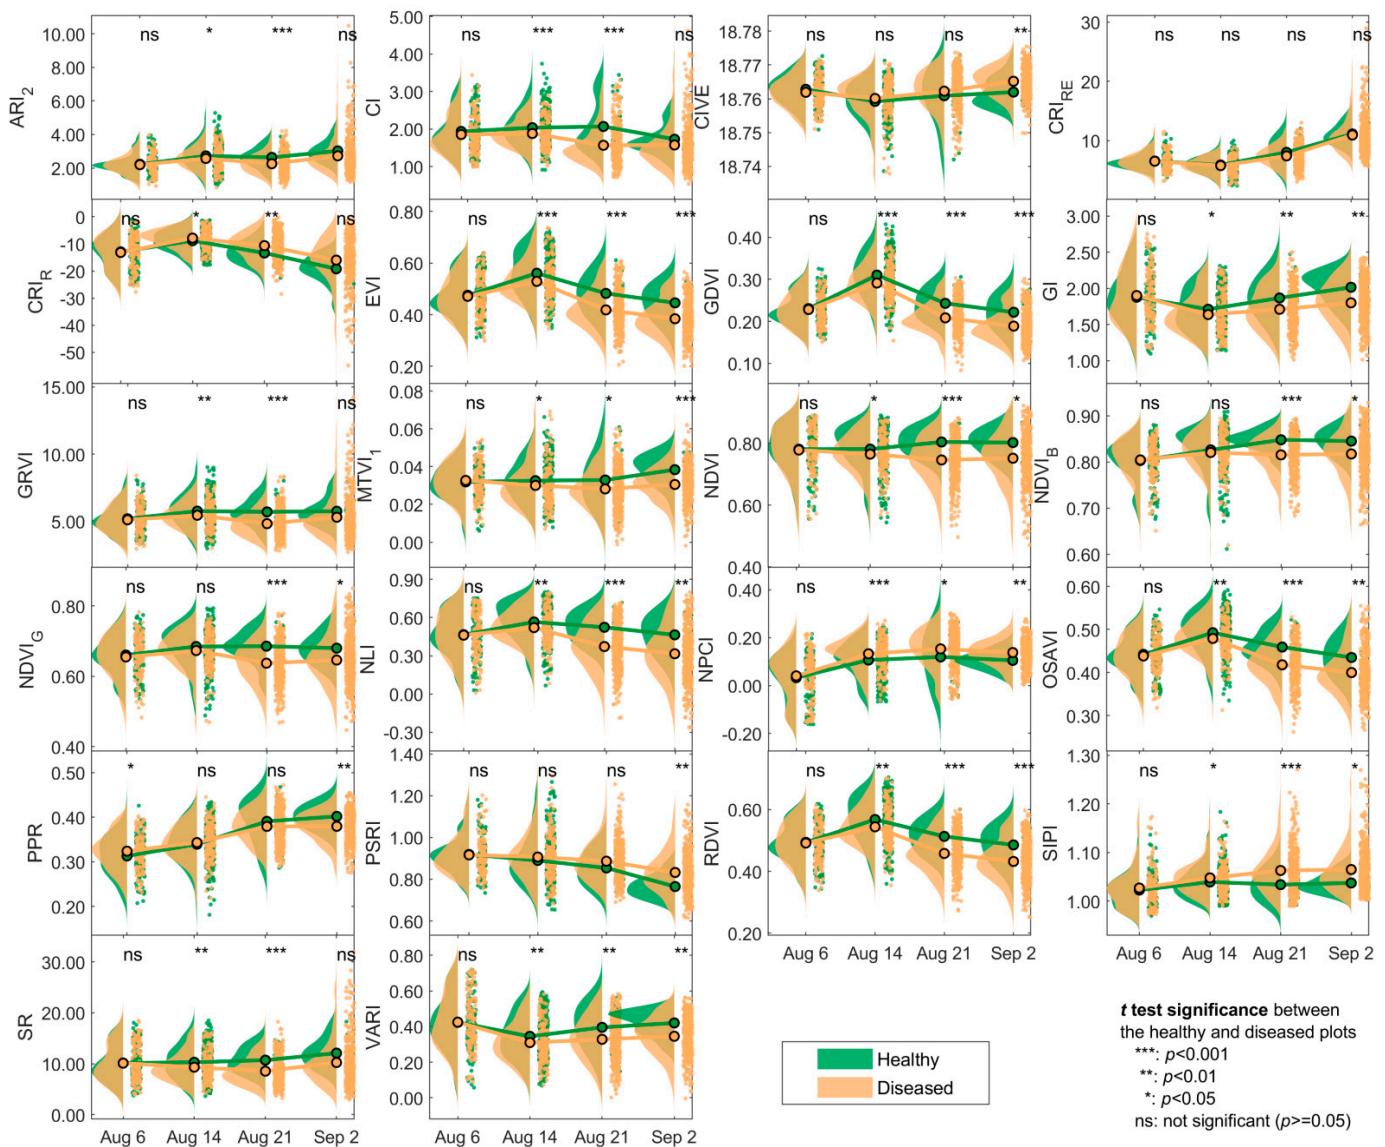 ARI2
10.00
8.00
6.00
4.00
2.00
ns
*
***
ns
CI
5.00
4.00
3.00
2.00
1.00
ns
***
***
ns
CIVE
18.78
18.77
18.76
18.75
18.74
ns
ns
ns
**
CRIRE
30
20
10
ns
ns
ns
ns
CRIR
0
-10
-20
-30
-50
ns
*
**
ns
EVI
0.80
0.60
0.40
0.20
ns
***
***
***
GDVI
0.40
0.30
0.20
0.10
ns
***
***
***
GI
3.00
2.50
2.00
1.50
1.00
ns
*
**
**
GRVI
15.00
10.00
5.00
ns
**
***
ns
MTVI1
0.08
0.06
0.04
0.02
0.00
ns
*
*
***
NDVI
0.80
0.60
0.40
ns
*
***
*
NDVIB
0.90
0.80
0.70
0.60
ns
ns
***
*
NDVIG
0.80
0.60
0.40
ns
ns
***
*
NLI
0.90
0.60
0.30
0.00
-0.30
ns
**
***
**
NPCI
0.40
0.20
0.00
-0.20
ns
***
*
**
OSAVI
0.60
0.50
0.40
0.30
ns
**
***
**
PPR
0.50
0.40
0.30
0.20
*
ns
ns
**
PSRI
1.40
1.20
1.00
0.80
0.60
ns
ns
ns
**
RDVI
0.60
0.40
0.20
ns
**
***
***
Aug 6 Aug 14 Aug 21 Sep 2
SIPI
1.30
1.20
1.10
1.00
ns
*
***
*
Aug 6 Aug 14 Aug 21 Sep 2
SR
30.00
20.00
10.00
0.00
ns
**
***
ns
Aug 6 Aug 14 Aug 21 Sep 2
VARI
0.80
0.60
0.40
0.20
0.00
ns
**
**
**
Aug 6 Aug 14 Aug 21 Sep 2
Healthy
Diseased
t test significance between
the healthy and diseased plots
***: p<0.001
**: p<0.01
*: p<0.05
ns: not significant (p>=0.05)